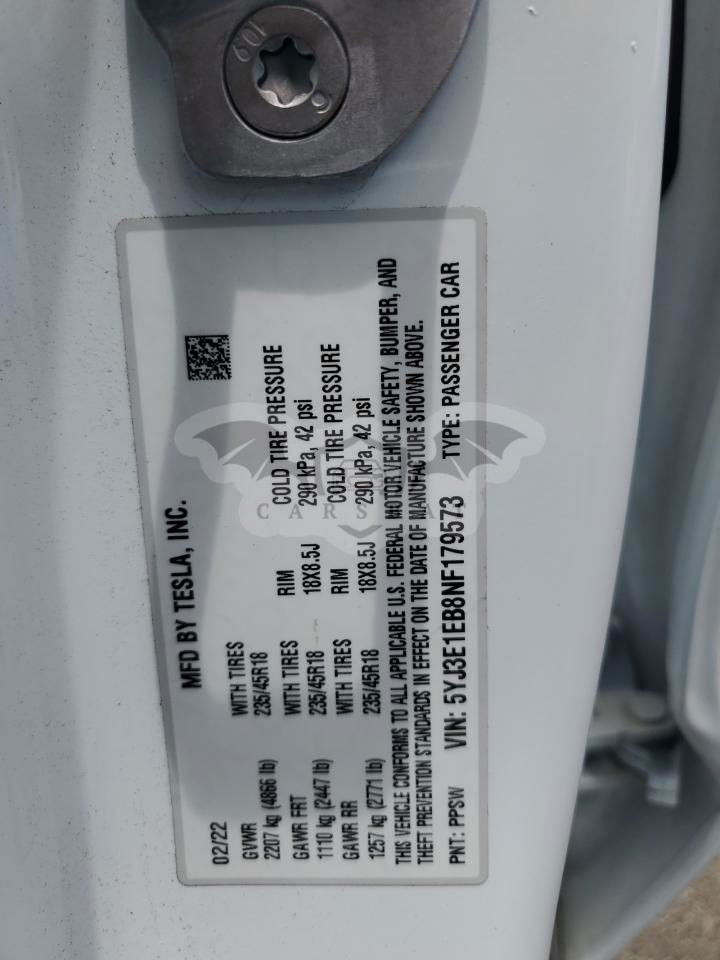 109
6
MFD BY TESLA, INC.
02/22
GVWR WITH TIRES RIM COLD TIRE PRESSURE
2207 kg (4866 lb) 235/45R18 18X8.5J 290 kPa, 42 psi
GAWR FRT WITH TIRES RIM COLD TIRE PRESSURE
1110 kg (2447 lb) 235/45R18 18X8.5J 290 kPa, 42 psi
GAWR RR WITH TIRES
1257 kg (2771 lb) 235/45R18
THIS VEHICLE CONFORMS TO ALL APPLICABLE U.S. FEDERAL MOTOR VEHICLE SAFETY, BUMPER, AND
THEFT PREVENTION STANDARDS IN EFFECT ON THE DATE OF MANUFACTURE SHOWN ABOVE.
PNT: PPSW VIN: 5YJ3E1EB8NF179573 TYPE: PASSENGER CAR